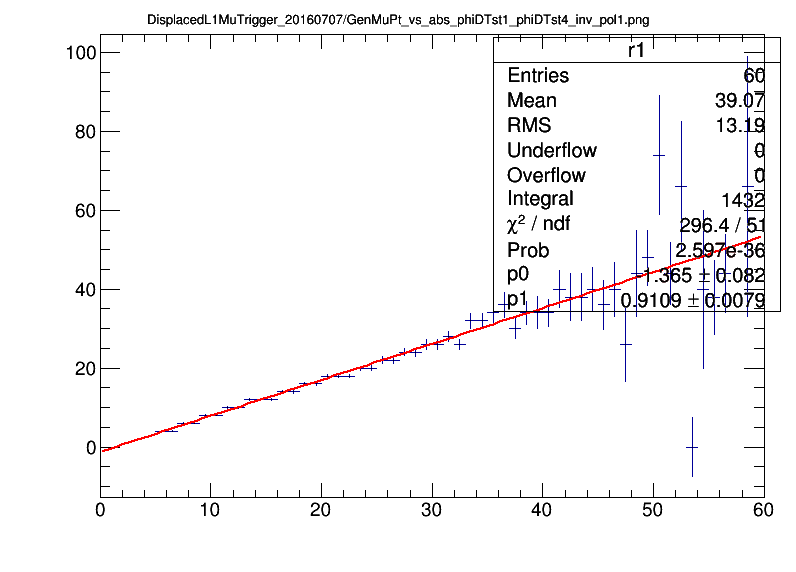 DisplacedL1MuTrigger_20160707/GenMuPt_vs_abs_phiDTst1_phiDTst4_inv_pol1.png
r1
Entries 60
Mean 39.07
RMS 13.19
Underflow 0
Overflow 0
Integral 1432
χ² / ndf 296.4 / 51
Prob 2.597e-36
p0 -1.365 ± 0.082
p1 0.9109 ± 0.0079
100
80
60
40
20
0
0 10 20 30 40 50 60